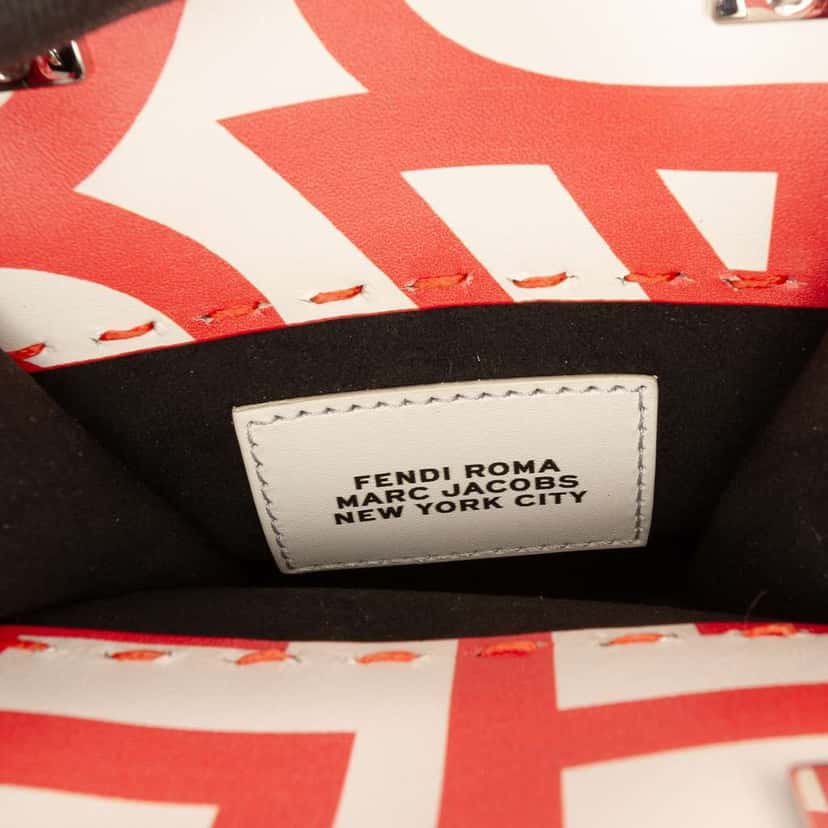 FENDI ROMA
MARC JACOBS
NEW YORK CITY